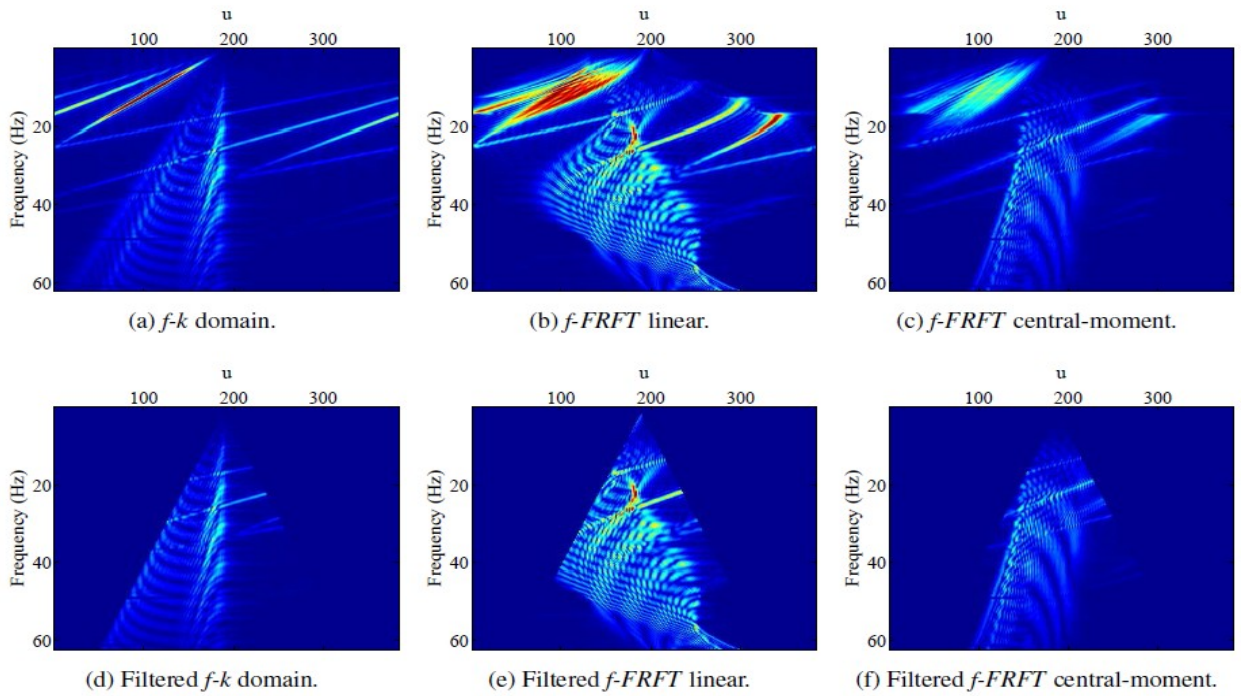 u u u
100 200 300 100 200 300 100 200 300
Frequency (Hz) Frequency (Hz) Frequency (Hz)
20 20 20
40 40 40
60 60 60
(a) f-k domain. (b) f-FRFT linear. (c) f-FRFT central-moment.
u u u
100 200 300 100 200 300 100 200 300
Frequency (Hz) Frequency (Hz) Frequency (Hz)
20 20 20
40 40 40
60 60 60
(d) Filtered f-k domain. (e) Filtered f-FRFT linear. (f) Filtered f-FRFT central-moment.